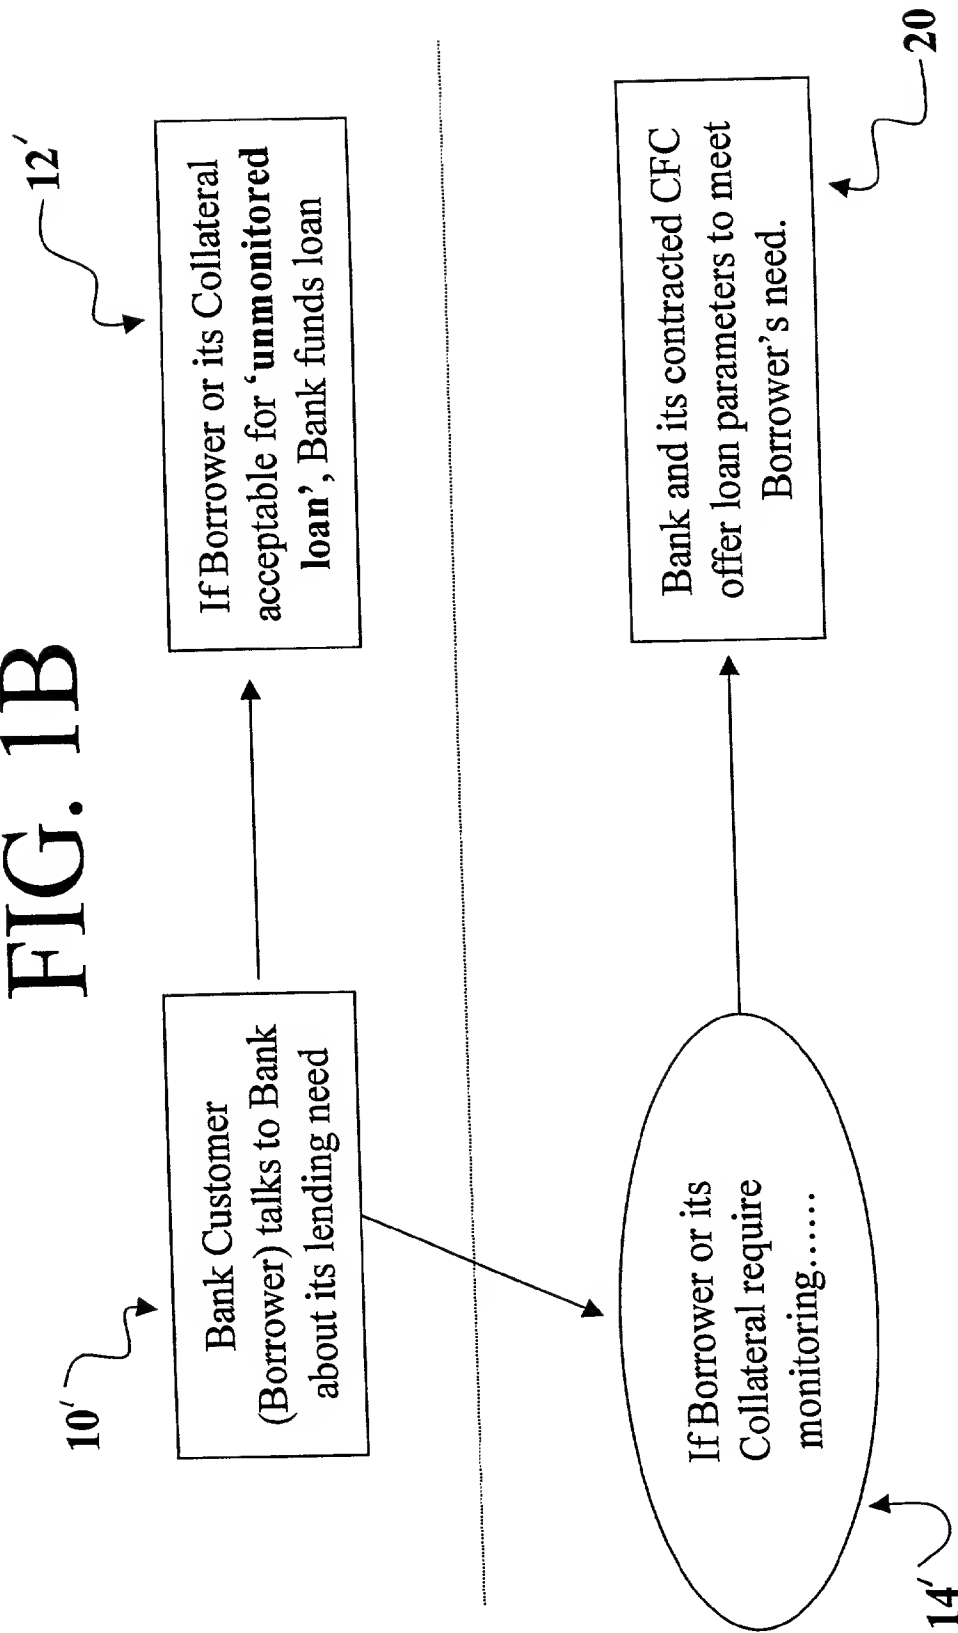 FIG. 1B
10′
Bank Customer
(Borrower) talks to Bank
about its lending need
12′
If Borrower or its Collateral
acceptable for ‘unmonitored
loan’, Bank funds loan
14′
If Borrower or its
Collateral require
monitoring......
20
Bank and its contracted CFC
offer loan parameters to meet
Borrower’s need.